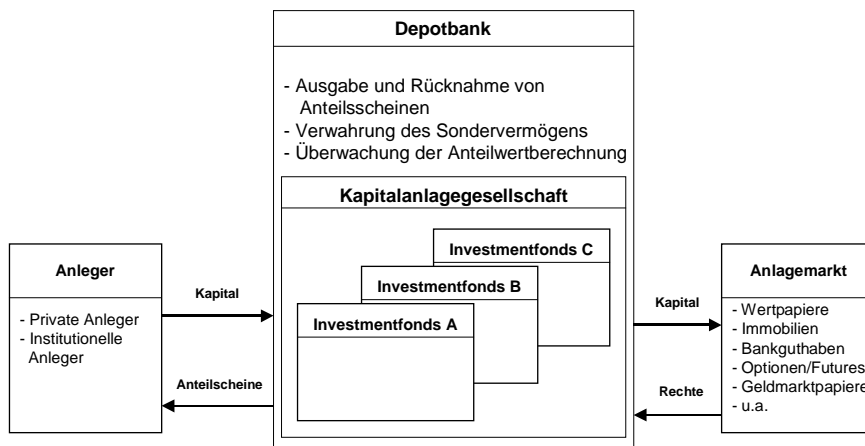 Depotbank
- Ausgabe und Rücknahme von
Anteilsscheinen
- Verwahrung des Sondervermögens
- Überwachung der Anteilwertberechnung
Kapitalanlagegesellschaft
Investmentfonds C
Investmentfonds B
Investmentfonds A
Anleger
- Private Anleger
- Institutionelle
Anleger
Kapital
Anteilscheine
Kapital
Rechte
Anlagemarkt
- Wertpapiere
- Immobilien
- Bankguthaben
- Optionen/Futures
- Geldmarktpapiere
- u.a.